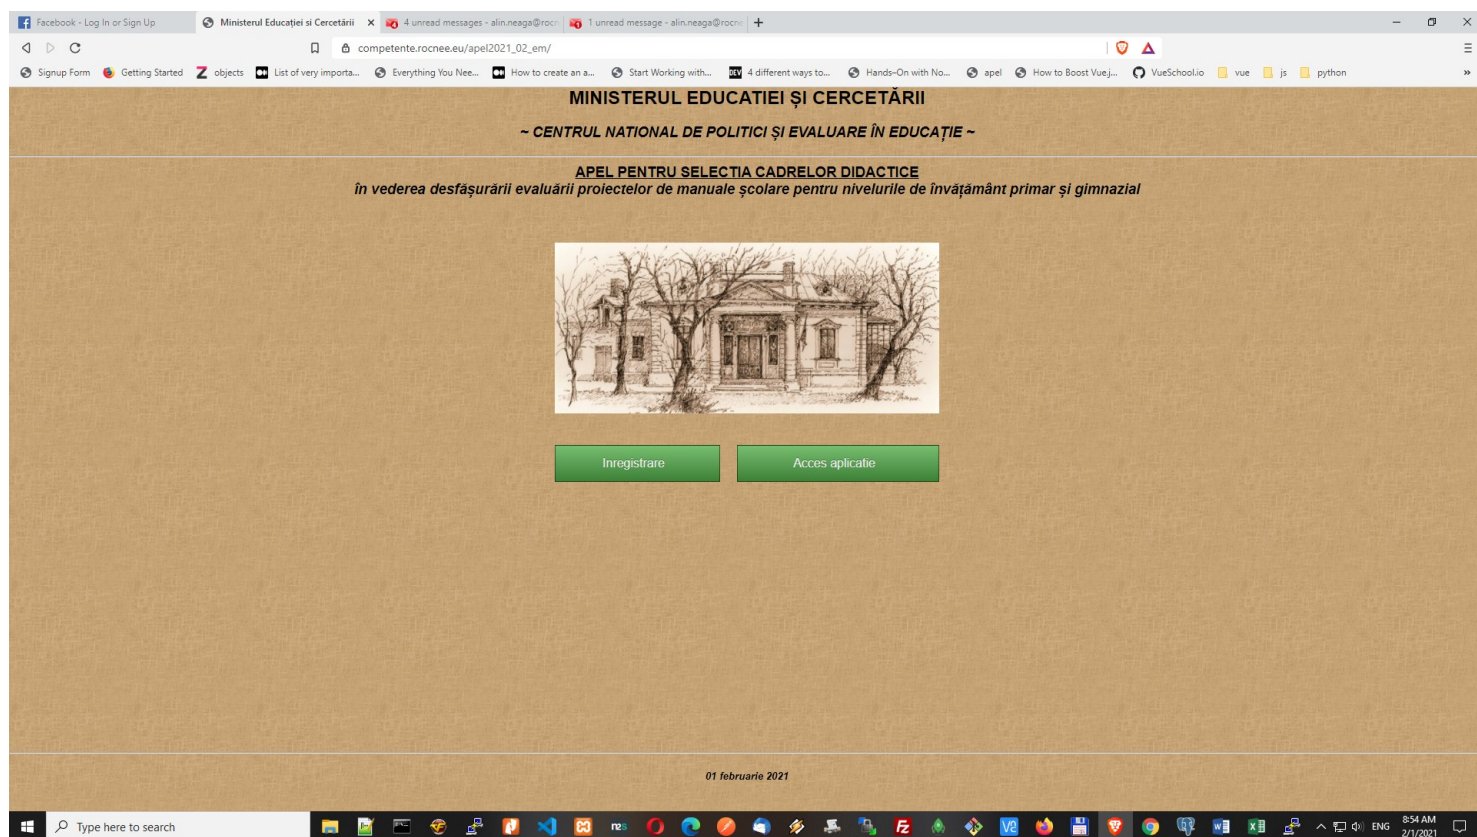 Facebook - Log In or Sign Up
Ministerul Educației si Cercetării
4 unread messages - alin.neaga@rocn
1 unread message - alin.neaga@rocne
competente.rocnee.eu/apel2021_02_em/
Signup Form Getting Started objects List of very importa... Everything You Nee... How to create an a... Start Working with... 4 different ways to... Hands-On with No... apel How to Boost Vue.j... VueSchool.io vue js python
MINISTERUL EDUCATIEI ȘI CERCETĂRII
~ CENTRUL NATIONAL DE POLITICI ȘI EVALUARE ÎN EDUCAȚIE ~
APEL PENTRU SELECTIA CADRELOR DIDACTICE
în vederea desfășurării evaluării proiectelor de manuale școlare pentru nivelurile de învățământ primar și gimnazial
Inregistrare
Acces aplicatie
01 februarie 2021
Type here to search
ENG
8:54 AM
2/1/2021